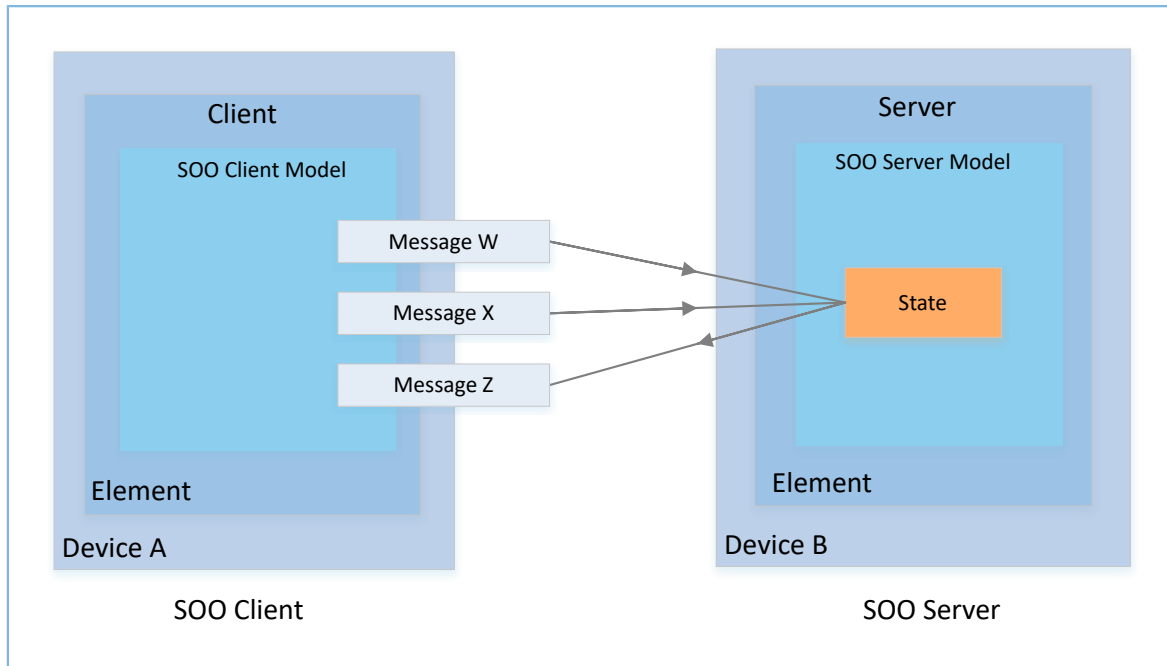 Client
SOO Client Model
Message W
Message X
Message Z
Element
Device A
SOO Client
Server
SOO Server Model
State
Element
Device B
SOO Server